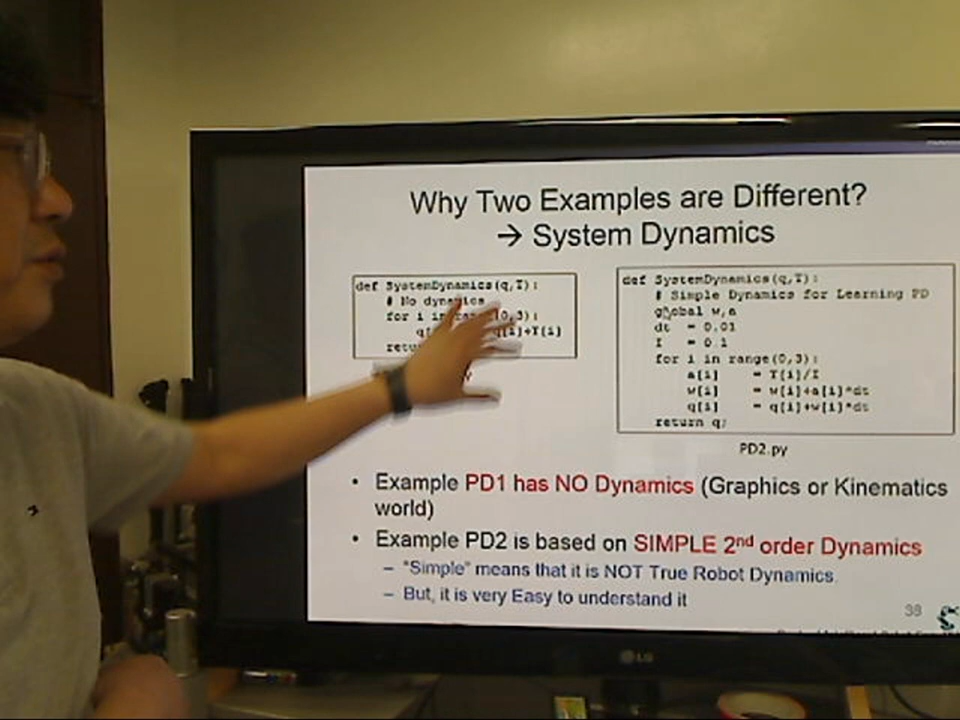 Why Two Examples are Different?
→ System Dynamics
def SystemDynamics(q,T):
# No dynamics
for i in range(0,3):
q[i]+T[i]
def SystemDynamics(q,T):
# Simple Dynamics for Learning PD
global w,a
dt = 0.01
I = 0.1
for i in range(0,3):
a[i] = T[i]/I
w[i] = w[i]+a[i]*dt
q[i] = q[i]+w[i]*dt
return q;
PD2.py
• Example PD1 has NO Dynamics (Graphics or Kinematics
world)
• Example PD2 is based on SIMPLE 2nd order Dynamics
– "Simple" means that it is NOT True Robot Dynamics.
– But, it is very Easy to understand it
38
LG